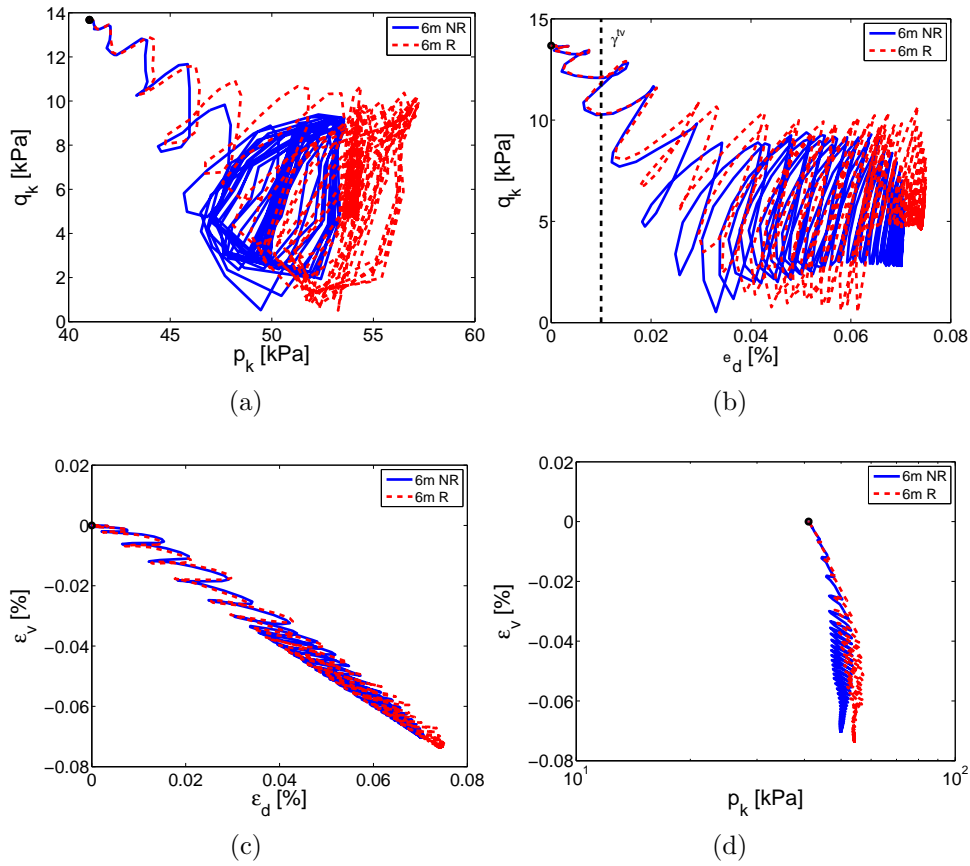 14
12
10
8
6
4
2
0
40 45 50 55 60
q_k [kPa]
p_k [kPa]
6m NR
6m R
(a)
15
10
5
0
0 0.02 0.04 0.06 0.08
q_k [kPa]
e_d [%]
γ^tv
6m NR
6m R
(b)
0.02
0
−0.02
−0.04
−0.06
−0.08
0 0.02 0.04 0.06 0.08
ε_v [%]
ε_d [%]
6m NR
6m R
(c)
0.02
0
−0.02
−0.04
−0.06
−0.08
10^1 10^2
ε_v [%]
p_k [kPa]
6m NR
6m R
(d)